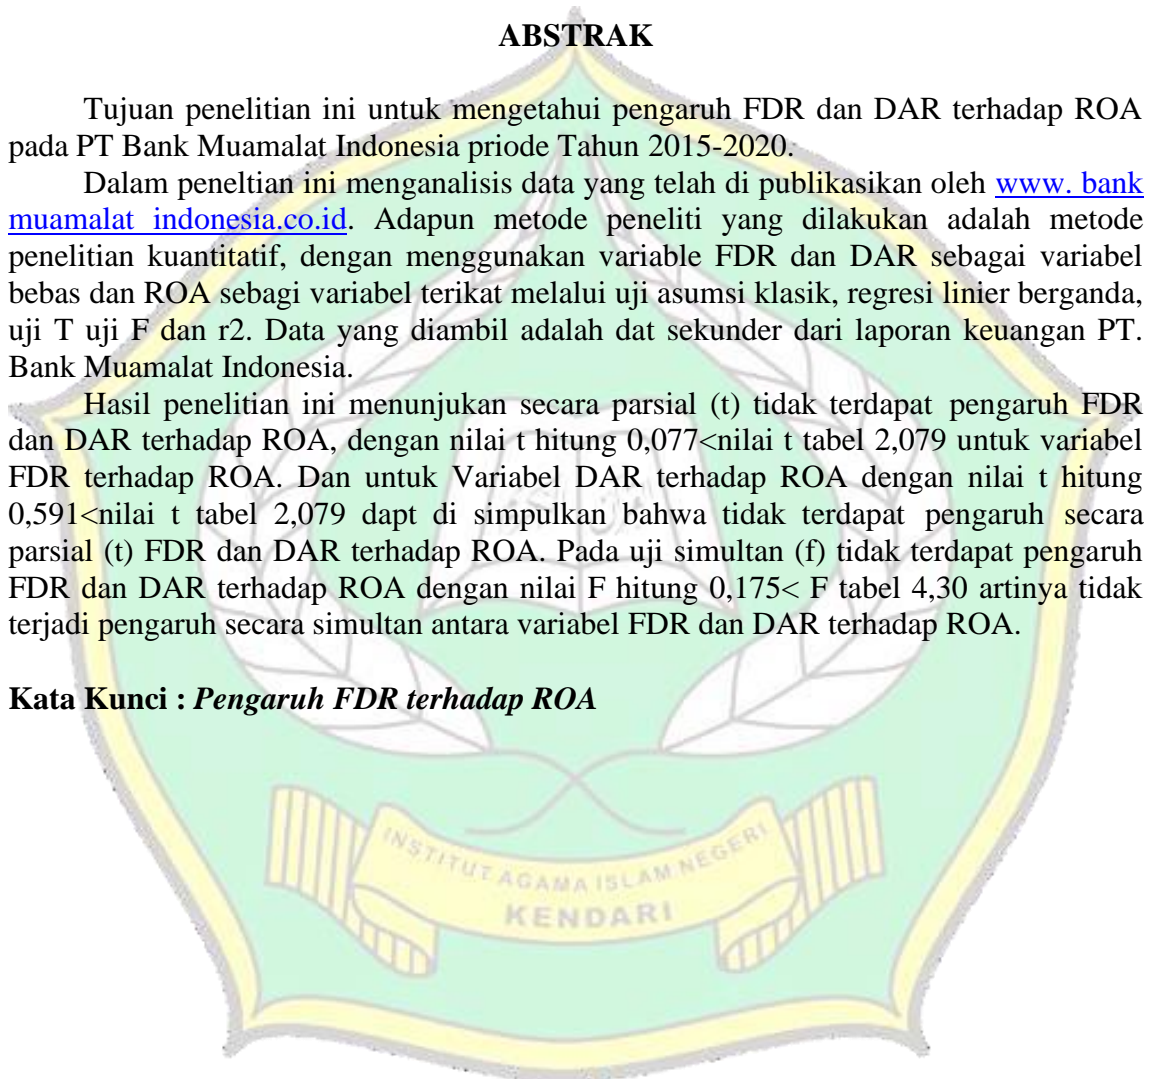 ABSTRAK
Tujuan penelitian ini untuk mengetahui pengaruh FDR dan DAR terhadap ROA
pada PT Bank Muamalat Indonesia priode Tahun 2015-2020.
Dalam peneltian ini menganalisis data yang telah di publikasikan oleh www. bank
muamalat indonesia.co.id. Adapun metode peneliti yang dilakukan adalah metode
penelitian kuantitatif, dengan menggunakan variable FDR dan DAR sebagai variabel
bebas dan ROA sebagi variabel terikat melalui uji asumsi klasik, regresi linier berganda,
uji T uji F dan r2. Data yang diambil adalah dat sekunder dari laporan keuangan PT.
Bank Muamalat Indonesia.
Hasil penelitian ini menunjukan secara parsial (t) tidak terdapat pengaruh FDR
dan DAR terhadap ROA, dengan nilai t hitung 0,077<nilai t tabel 2,079 untuk variabel
FDR terhadap ROA. Dan untuk Variabel DAR terhadap ROA dengan nilai t hitung
0,591<nilai t tabel 2,079 dapt di simpulkan bahwa tidak terdapat pengaruh secara
parsial (t) FDR dan DAR terhadap ROA. Pada uji simultan (f) tidak terdapat pengaruh
FDR dan DAR terhadap ROA dengan nilai F hitung 0,175< F tabel 4,30 artinya tidak
terjadi pengaruh secara simultan antara variabel FDR dan DAR terhadap ROA.
Kata Kunci : Pengaruh FDR terhadap ROA
INSTITUT AGAMA ISLAM NEGERI
KENDARI